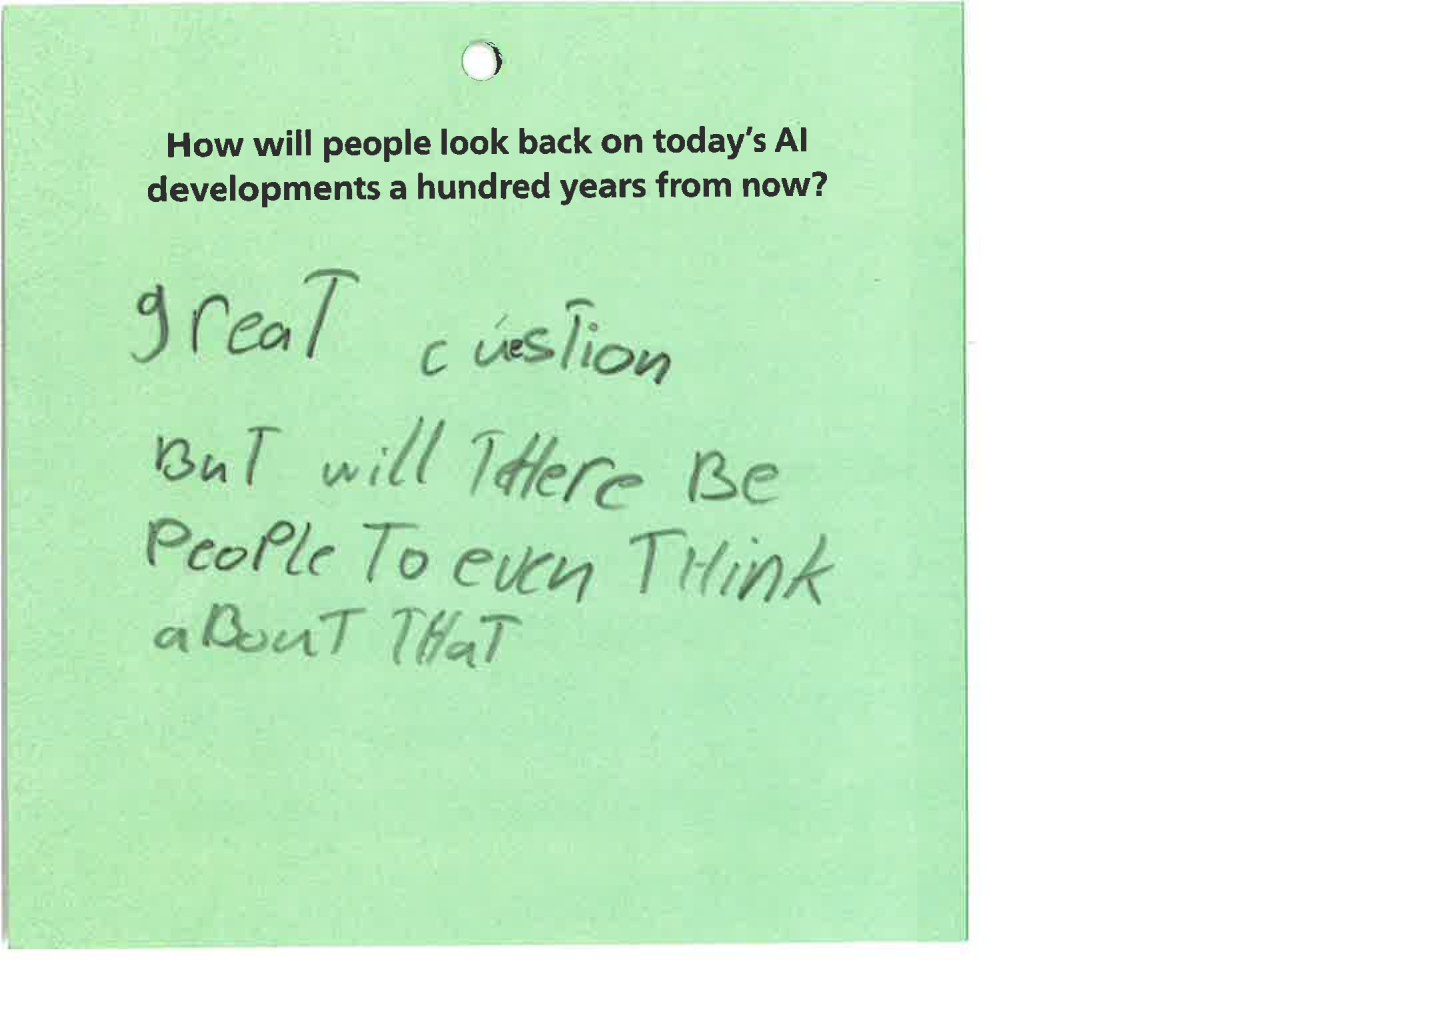 How will people look back on today's AI
developments a hundred years from now?
greaT cuesTion
BuT will THere Be
PeoPle To even THink
aBouT THaT